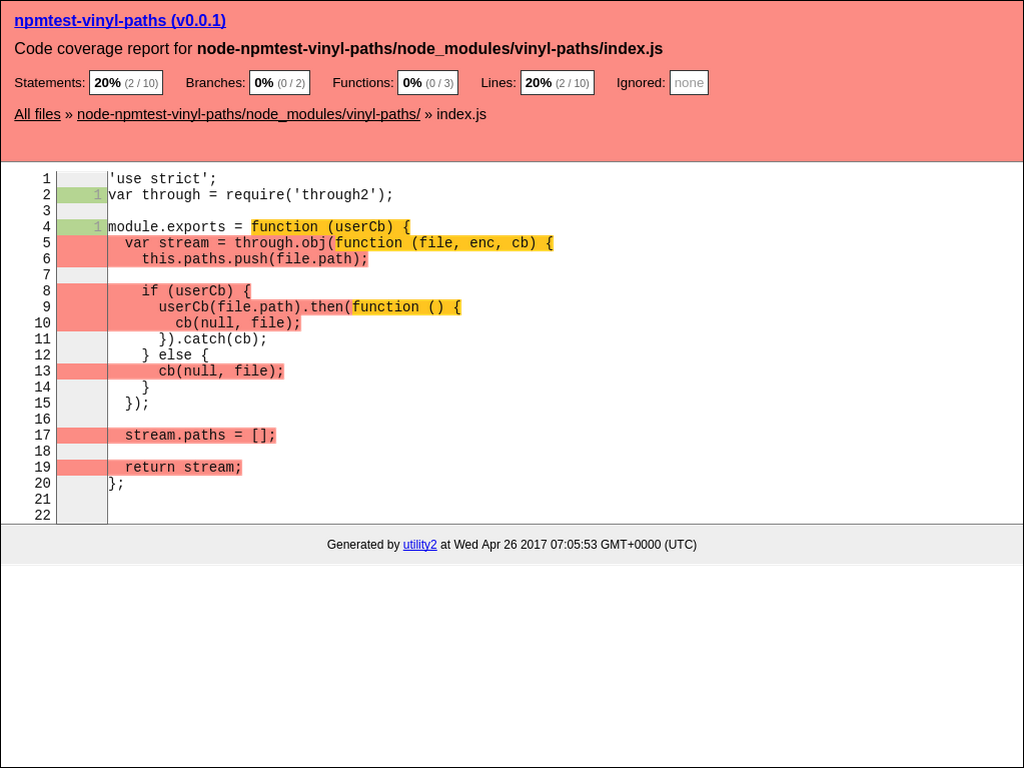 npmtest-vinyl-paths (v0.0.1)
Code coverage report for node-npmtest-vinyl-paths/node_modules/vinyl-paths/index.js
Statements: 20% (2 / 10) Branches: 0% (0 / 2) Functions: 0% (0 / 3) Lines: 20% (2 / 10) Ignored: none
All files » node-npmtest-vinyl-paths/node_modules/vinyl-paths/ » index.js
1 'use strict';
2 1 var through = require('through2');
3
4 1 module.exports = function (userCb) {
5   var stream = through.obj(function (file, enc, cb) {
6     this.paths.push(file.path);
7
8     if (userCb) {
9       userCb(file.path).then(function () {
10         cb(null, file);
11       }).catch(cb);
12     } else {
13       cb(null, file);
14     }
15   });
16
17   stream.paths = [];
18
19   return stream;
20 };
21
22
Generated by utility2 at Wed Apr 26 2017 07:05:53 GMT+0000 (UTC)